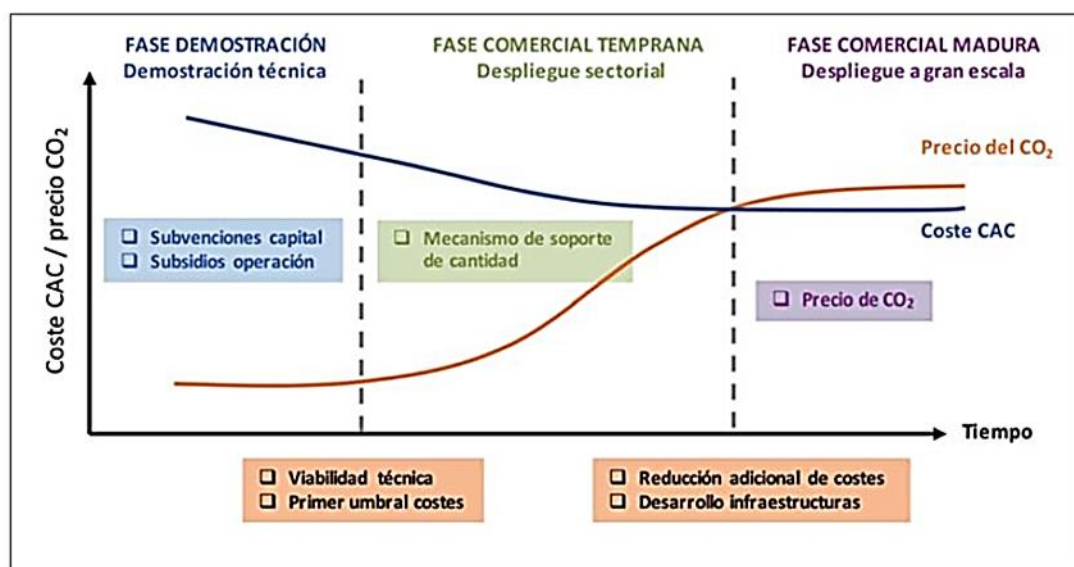 FASE DEMOSTRACIÓN
Demostración técnica
FASE COMERCIAL TEMPRANA
Despliegue sectorial
FASE COMERCIAL MADURA
Despliegue a gran escala
Coste CAC / precio CO₂
Precio del CO₂
Coste CAC
❑ Subvenciones capital
❑ Subsidios operación
❑ Mecanismo de soporte
de cantidad
❑ Precio de CO₂
Tiempo
❑ Viabilidad técnica
❑ Primer umbral costes
❑ Reducción adicional de costes
❑ Desarrollo infraestructuras